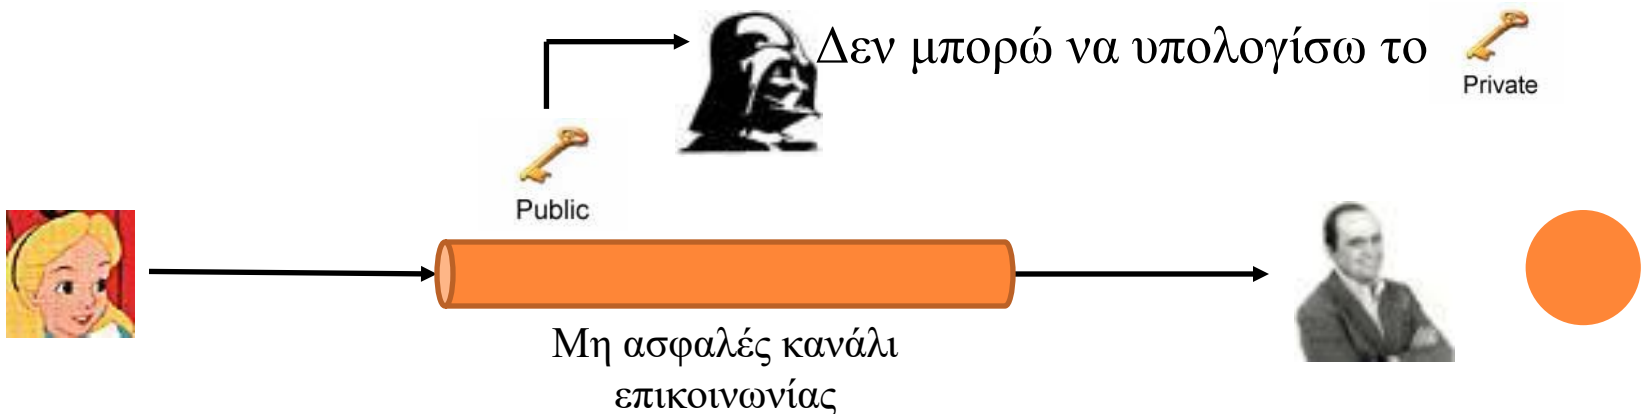 Δεν μπορώ να υπολογίσω το
Private
Public
Μη ασφαλές κανάλι
επικοινωνίας